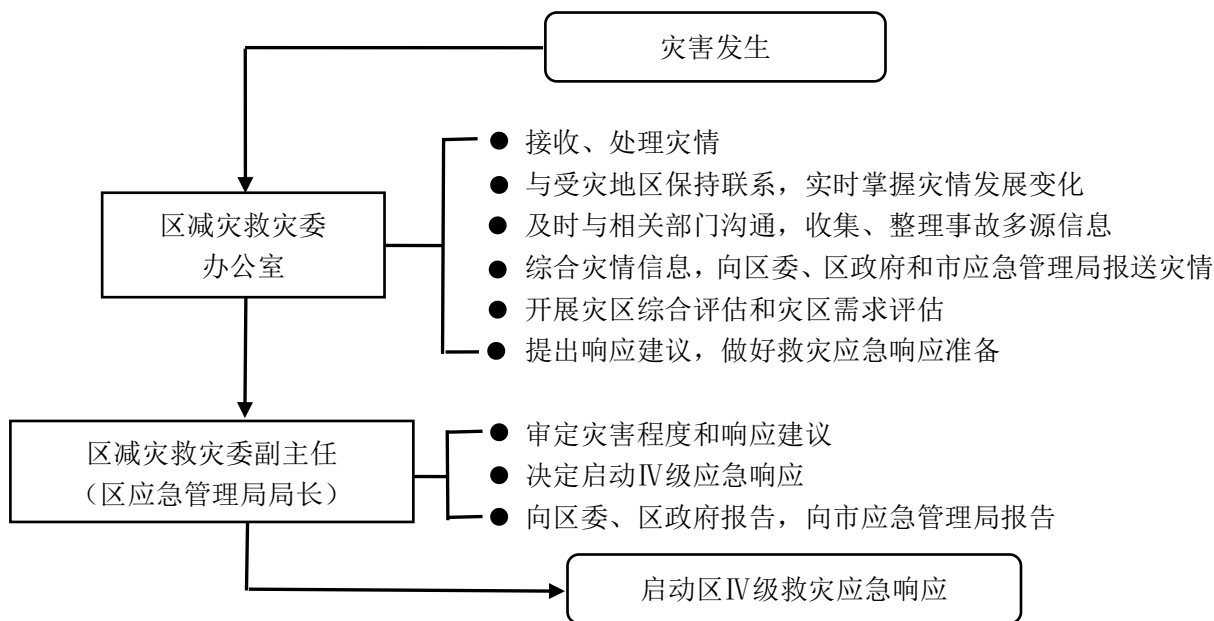 灾害发生
● 接收、处理灾情
● 与受灾地区保持联系，实时掌握灾情发展变化
● 及时与相关部门沟通，收集、整理事故多源信息
● 综合灾情信息，向区委、区政府和市应急管理局报送灾情
● 开展灾区综合评估和灾区需求评估
● 提出响应建议，做好救灾应急响应准备
区减灾救灾委
办公室
区减灾救灾委副主任
（区应急管理局局长）
● 审定灾害程度和响应建议
● 决定启动Ⅳ级应急响应
● 向区委、区政府报告，向市应急管理局报告
启动区Ⅳ级救灾应急响应